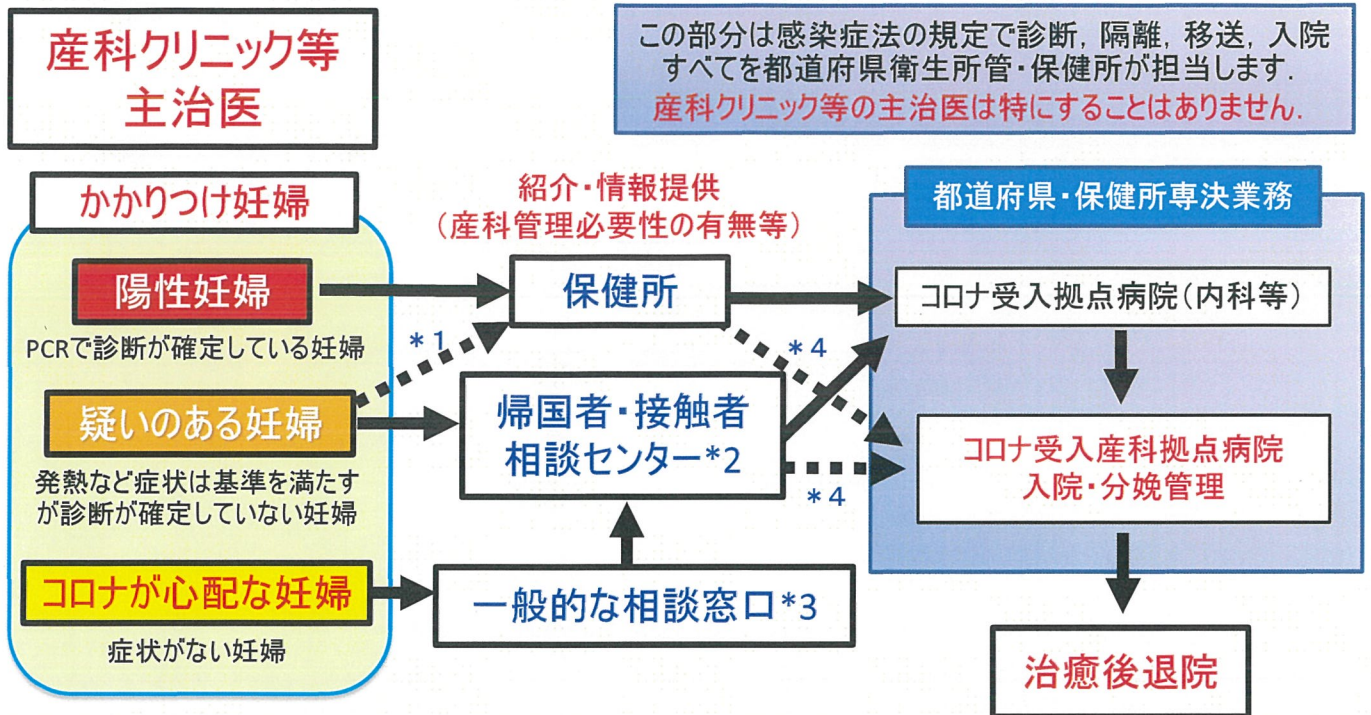 産科クリニック等
主治医
この部分は感染症法の規定で診断，隔離，移送，入院
すべてを都道府県衛生所管・保健所が担当します．
産科クリニック等の主治医は特にすることはありません．
かかりつけ妊婦
陽性妊婦
PCRで診断が確定している妊婦
疑いのある妊婦
発熱など症状は基準を満たす
が診断が確定していない妊婦
コロナが心配な妊婦
症状がない妊婦
紹介・情報提供
（産科管理必要性の有無等）
保健所
*1
帰国者・接触者
相談センター*2
一般的な相談窓口*3
*4
*4
都道府県・保健所専決業務
コロナ受入拠点病院（内科等）
コロナ受入産科拠点病院
入院・分娩管理
治癒後退院